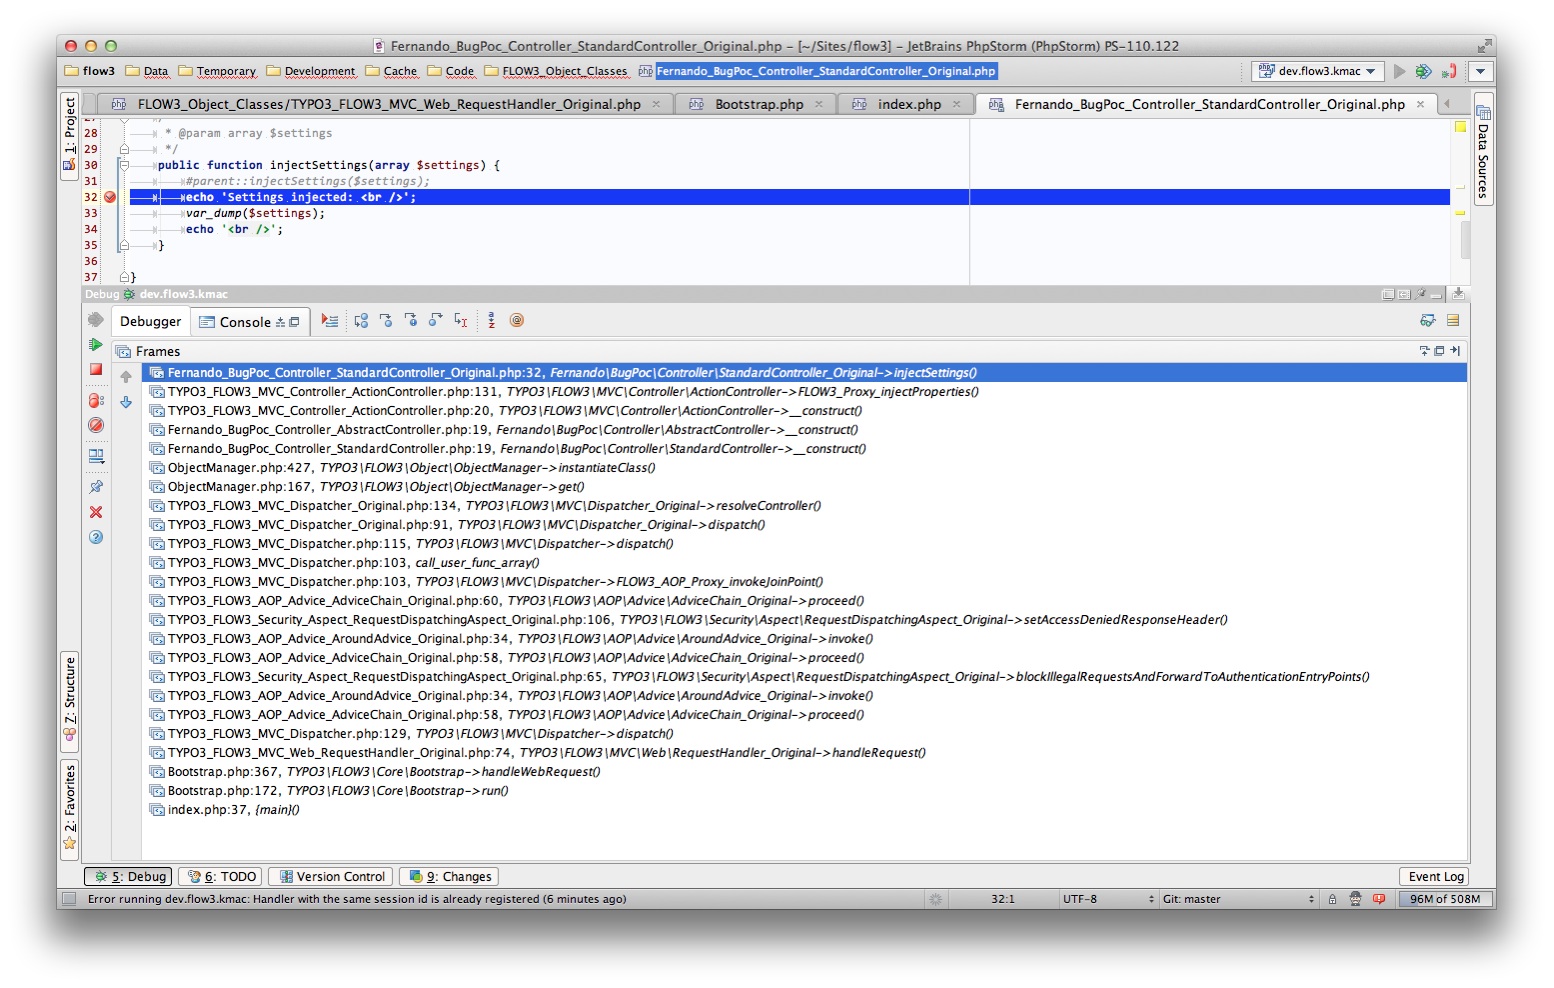 Fernando_BugPoc_Controller_StandardController_Original.php – [~/Sites/flow3] – JetBrains PhpStorm (PhpStorm) PS-110.122
flow3 Data Temporary Development Cache Code FLOW3_Object_Classes Fernando_BugPoc_Controller_StandardController_Original.php dev.flow3.kmac
FLOW3_Object_Classes/TYPO3_FLOW3_MVC_Web_RequestHandler_Original.php Bootstrap.php index.php Fernando_BugPoc_Controller_StandardController_Original.php
1: Project
Data Sources
28 * @param array $settings
29 */
30 public function injectSettings(array $settings) {
31 #parent::injectSettings($settings);
32 echo 'Settings injected: <br />';
33 var_dump($settings);
34 echo '<br />';
35 }
36
37 }
Debug dev.flow3.kmac
Debugger Console
Frames
Fernando_BugPoc_Controller_StandardController_Original.php:32, Fernando\BugPoc\Controller\StandardController_Original->injectSettings()
TYPO3_FLOW3_MVC_Controller_ActionController.php:131, TYPO3\FLOW3\MVC\Controller\ActionController->FLOW3_Proxy_injectProperties()
TYPO3_FLOW3_MVC_Controller_ActionController.php:20, TYPO3\FLOW3\MVC\Controller\ActionController->__construct()
Fernando_BugPoc_Controller_AbstractController.php:19, Fernando\BugPoc\Controller\AbstractController->__construct()
Fernando_BugPoc_Controller_StandardController.php:19, Fernando\BugPoc\Controller\StandardController->__construct()
ObjectManager.php:427, TYPO3\FLOW3\Object\ObjectManager->instantiateClass()
ObjectManager.php:167, TYPO3\FLOW3\Object\ObjectManager->get()
TYPO3_FLOW3_MVC_Dispatcher_Original.php:134, TYPO3\FLOW3\MVC\Dispatcher_Original->resolveController()
TYPO3_FLOW3_MVC_Dispatcher_Original.php:91, TYPO3\FLOW3\MVC\Dispatcher_Original->dispatch()
TYPO3_FLOW3_MVC_Dispatcher.php:115, TYPO3\FLOW3\MVC\Dispatcher->dispatch()
TYPO3_FLOW3_MVC_Dispatcher.php:103, call_user_func_array()
TYPO3_FLOW3_MVC_Dispatcher.php:103, TYPO3\FLOW3\MVC\Dispatcher->FLOW3_AOP_Proxy_invokeJoinPoint()
TYPO3_FLOW3_AOP_Advice_AdviceChain_Original.php:60, TYPO3\FLOW3\AOP\Advice\AdviceChain_Original->proceed()
TYPO3_FLOW3_Security_Aspect_RequestDispatchingAspect_Original.php:106, TYPO3\FLOW3\Security\Aspect\RequestDispatchingAspect_Original->setAccessDeniedResponseHeader()
TYPO3_FLOW3_AOP_Advice_AroundAdvice_Original.php:34, TYPO3\FLOW3\AOP\Advice\AroundAdvice_Original->invoke()
TYPO3_FLOW3_AOP_Advice_AdviceChain_Original.php:58, TYPO3\FLOW3\AOP\Advice\AdviceChain_Original->proceed()
TYPO3_FLOW3_Security_Aspect_RequestDispatchingAspect_Original.php:65, TYPO3\FLOW3\Security\Aspect\RequestDispatchingAspect_Original->blockIllegalRequestsAndForwardToAuthenticationEntryPoints()
TYPO3_FLOW3_AOP_Advice_AroundAdvice_Original.php:34, TYPO3\FLOW3\AOP\Advice\AroundAdvice_Original->invoke()
TYPO3_FLOW3_AOP_Advice_AdviceChain_Original.php:58, TYPO3\FLOW3\AOP\Advice\AdviceChain_Original->proceed()
TYPO3_FLOW3_MVC_Dispatcher.php:129, TYPO3\FLOW3\MVC\Dispatcher->dispatch()
TYPO3_FLOW3_MVC_Web_RequestHandler_Original.php:74, TYPO3\FLOW3\MVC\Web\RequestHandler_Original->handleRequest()
Bootstrap.php:367, TYPO3\FLOW3\Core\Bootstrap->handleWebRequest()
Bootstrap.php:172, TYPO3\FLOW3\Core\Bootstrap->run()
index.php:37, {main}()
7: Structure
2: Favorites
5: Debug 6: TODO Version Control 9: Changes Event Log
Error running dev.flow3.kmac: Handler with the same session id is already registered (6 minutes ago) 32:1 UTF-8 Git: master 96M of 508M